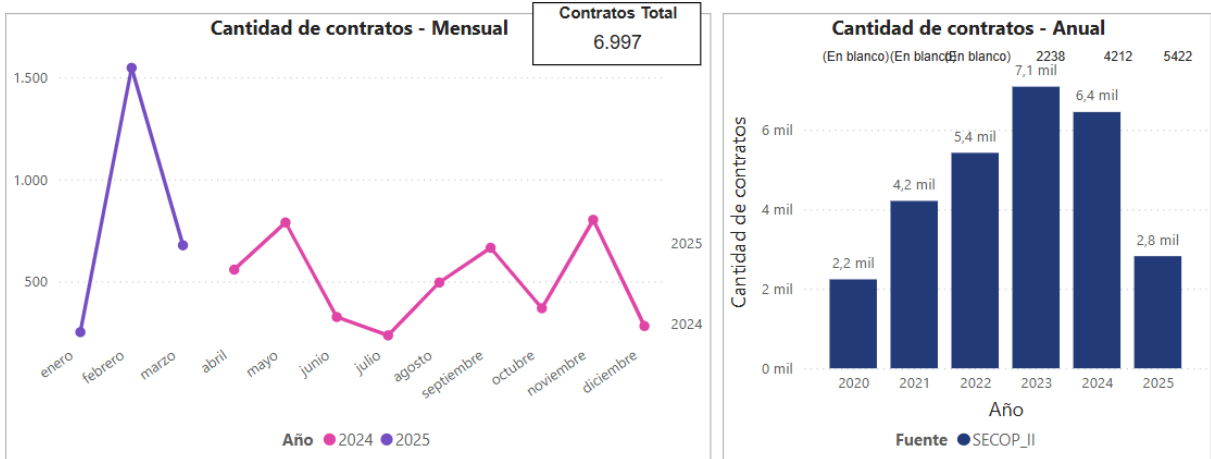 Cantidad de contratos - Mensual
Contratos Total
6.997
1.500
1.000
500
2025
2024
enero
febrero
marzo
abril
mayo
junio
julio
agosto
septiembre
octubre
noviembre
diciembre
Año 2024 2025
Cantidad de contratos - Anual
(En blanco) (En blanco) (En blanco) 2238 4212 5422
Cantidad de contratos
6 mil
4 mil
2 mil
0 mil
2,2 mil
4,2 mil
5,4 mil
7,1 mil
6,4 mil
2,8 mil
2020 2021 2022 2023 2024 2025
Año
Fuente SECOP_II